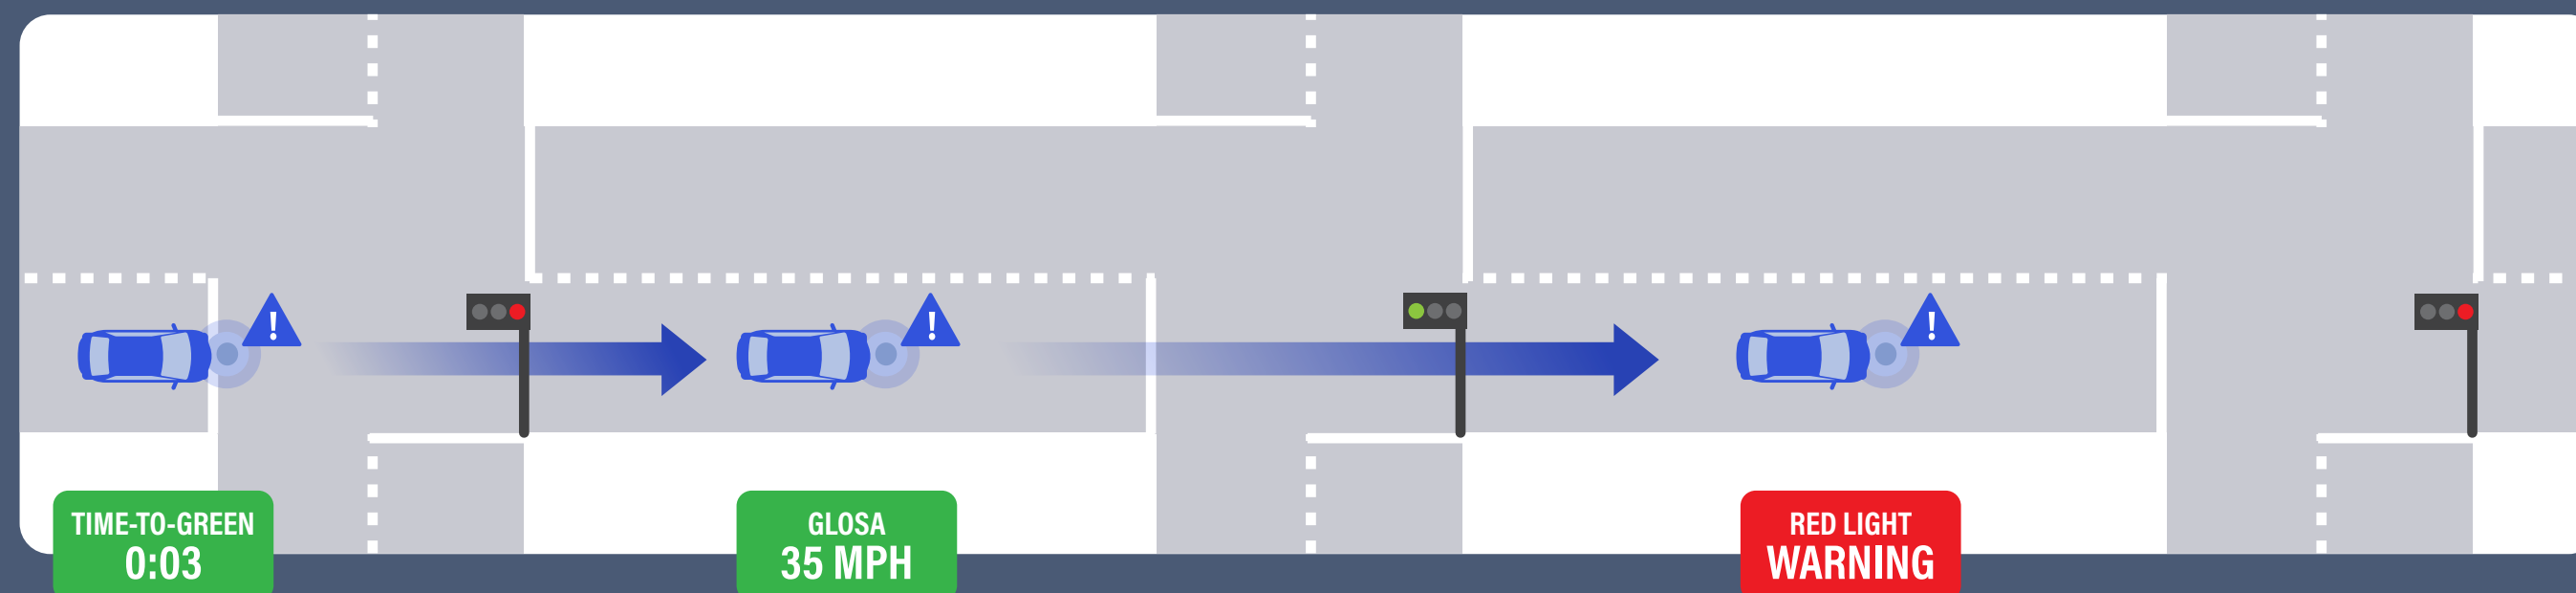 TIME-TO-GREEN
0:03
GLOSA
35 MPH
RED LIGHT
WARNING